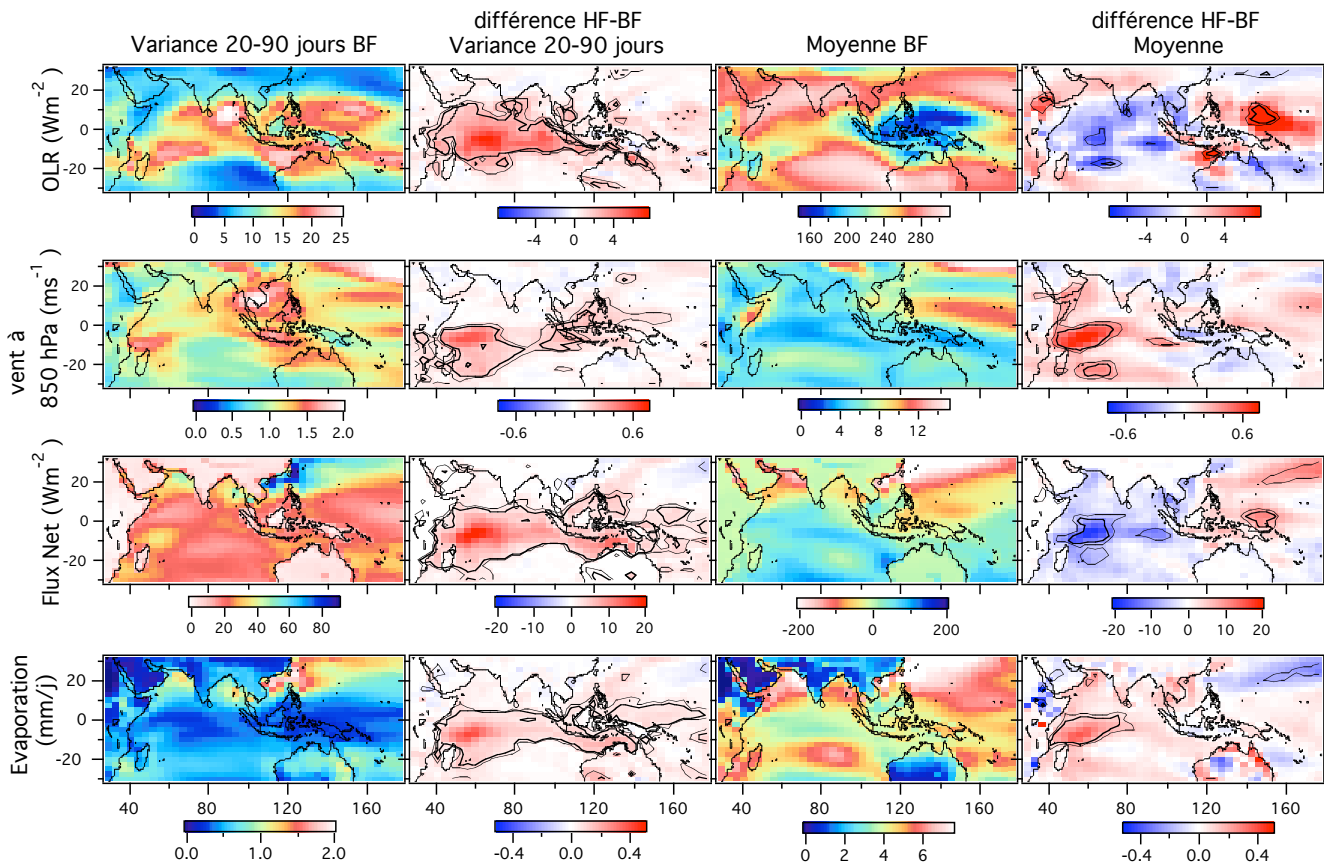 Variance 20-90 jours BF
différence HF-BF
Variance 20-90 jours
Moyenne BF
différence HF-BF
Moyenne
OLR (Wm-2)
20
0
-20
0 5 10 15 20 25
-4 0 4
160 200 240 280
-4 0 4
vent à
850 hPa (ms-1)
20
0
-20
0.0 0.5 1.0 1.5 2.0
-0.6 0.6
0 4 8 12
-0.6 0.6
Flux Net (Wm-2)
20
0
-20
0 20 40 60 80
-20 -10 0 10 20
-200 0 200
-20 -10 0 10 20
Evaporation
(mm/j)
20
0
-20
40 80 120 160
40 80 120 160
40 80 120 160
40 80 120 160
0.0 1.0 2.0
-0.4 0.0 0.4
0 2 4 6
-0.4 0.0 0.4